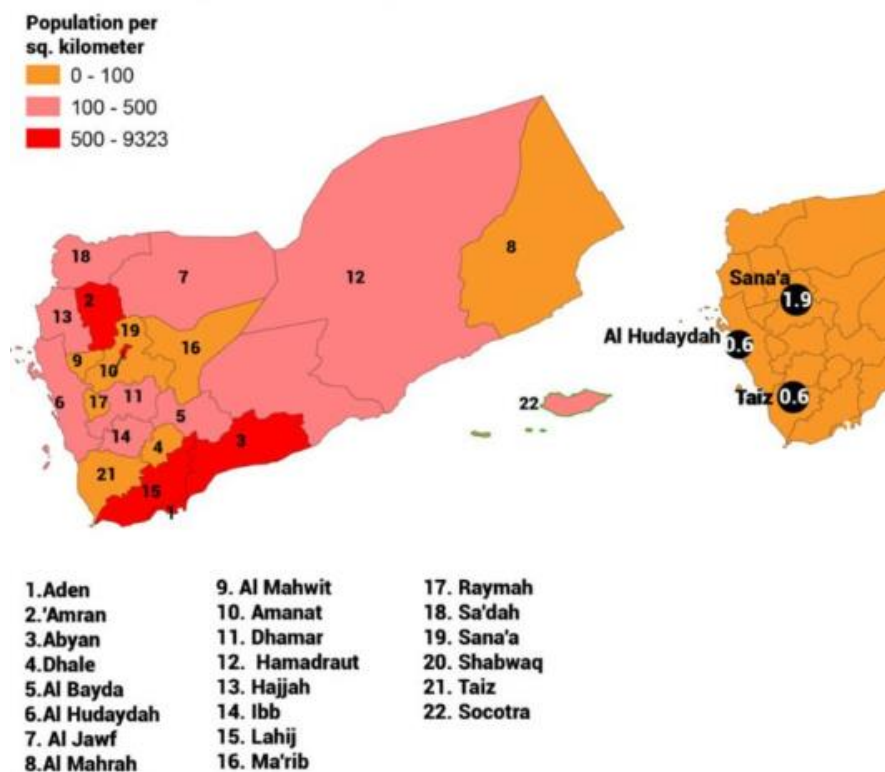 Population per
sq. kilometer
0 - 100
100 - 500
500 - 9323
18
7
12
8
2
13
19
16
9
10
6
17
11
5
22
14
4
3
21
15
1
Sana'a
1.9
Al Hudaydah
0.6
Taiz
0.6
1.Aden
2.'Amran
3.Abyan
4.Dhale
5.Al Bayda
6.Al Hudaydah
7. Al Jawf
8.Al Mahrah
9. Al Mahwit
10. Amanat
11. Dhamar
12. Hamadraut
13. Hajjah
14. Ibb
15. Lahij
16. Ma'rib
17. Raymah
18. Sa'dah
19. Sana'a
20. Shabwaq
21. Taiz
22. Socotra